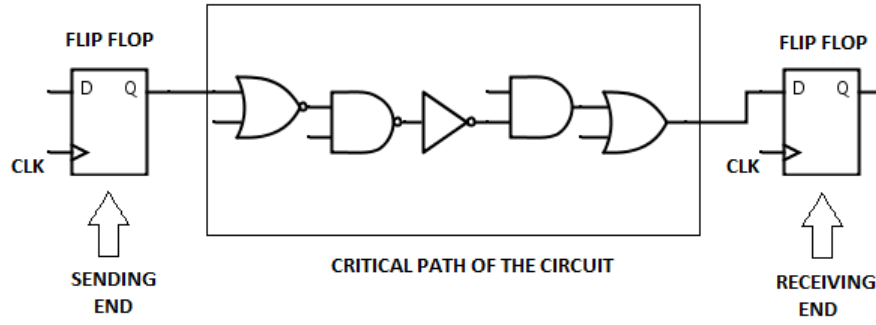 FLIP FLOP
FLIP FLOP
D Q
D Q
CLK
CLK
SENDING
END
CRITICAL PATH OF THE CIRCUIT
RECEIVING
END